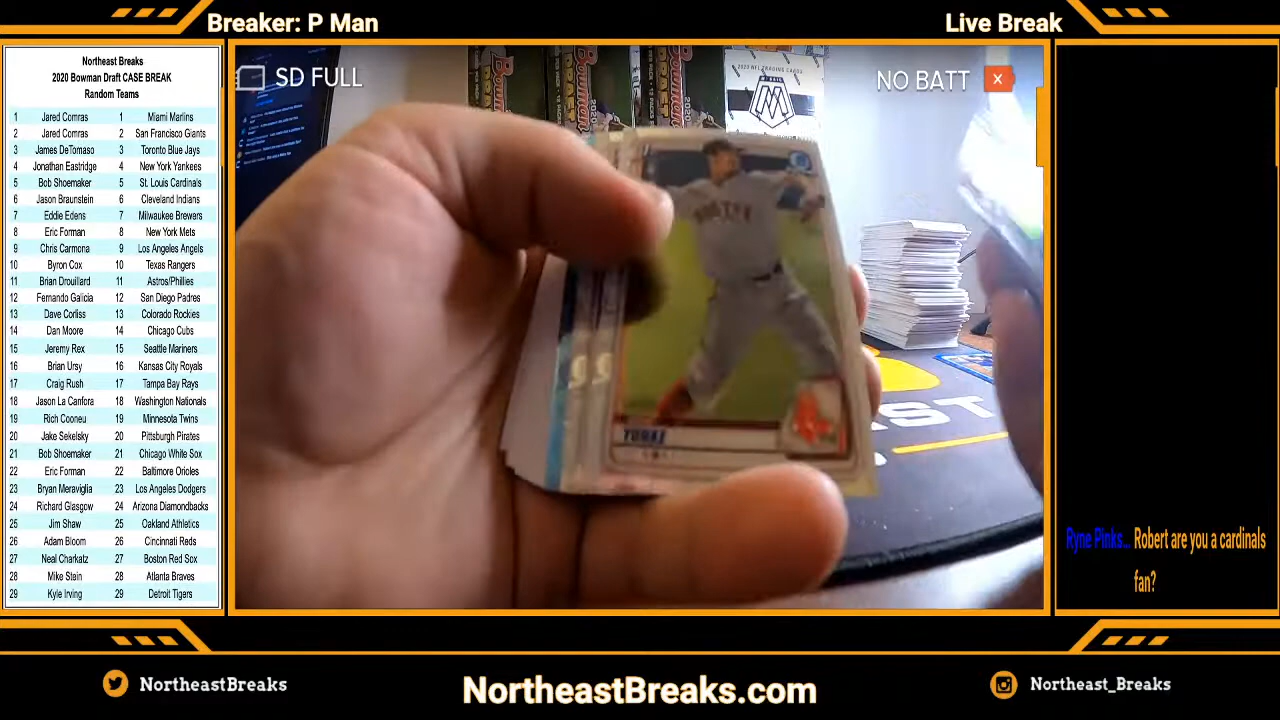 Breaker: P Man
Live Break
Northeast Breaks
2020 Bowman Draft CASE BREAK
Random Teams
1 Jared Comras 1 Miami Marlins
2 Jared Comras 2 San Francisco Giants
3 James DeTomaso 3 Toronto Blue Jays
4 Jonathan Eastridge 4 New York Yankees
5 Bob Shoemaker 5 St. Louis Cardinals
6 Jason Braunstein 6 Cleveland Indians
7 Eddie Edens 7 Milwaukee Brewers
8 Eric Forman 8 New York Mets
9 Chris Carmona 9 Los Angeles Angels
10 Byron Cox 10 Texas Rangers
11 Brian Drouillard 11 Astros/Phillies
12 Fernando Galicia 12 San Diego Padres
13 Dave Corliss 13 Colorado Rockies
14 Dan Moore 14 Chicago Cubs
15 Jeremy Rex 15 Seattle Mariners
16 Brian Ursy 16 Kansas City Royals
17 Craig Rush 17 Tampa Bay Rays
18 Jason La Canfora 18 Washington Nationals
19 Rich Cooneu 19 Minnesota Twins
20 Jake Sekelsky 20 Pittsburgh Pirates
21 Bob Shoemaker 21 Chicago White Sox
22 Eric Forman 22 Baltimore Orioles
23 Bryan Meraviglia 23 Los Angeles Dodgers
24 Richard Glasgow 24 Arizona Diamondbacks
25 Jim Shaw 25 Oakland Athletics
26 Adam Bloom 26 Cincinnati Reds
27 Neal Charkatz 27 Boston Red Sox
28 Mike Stein 28 Atlanta Braves
29 Kyle Irving 29 Detroit Tigers
SD FULL
NO BATT
Bowman
Bowman
Bowman
BOSTON
Ryne Pinks... Robert are you a cardinals
fan?
NortheastBreaks
NortheastBreaks.com
Northeast_Breaks